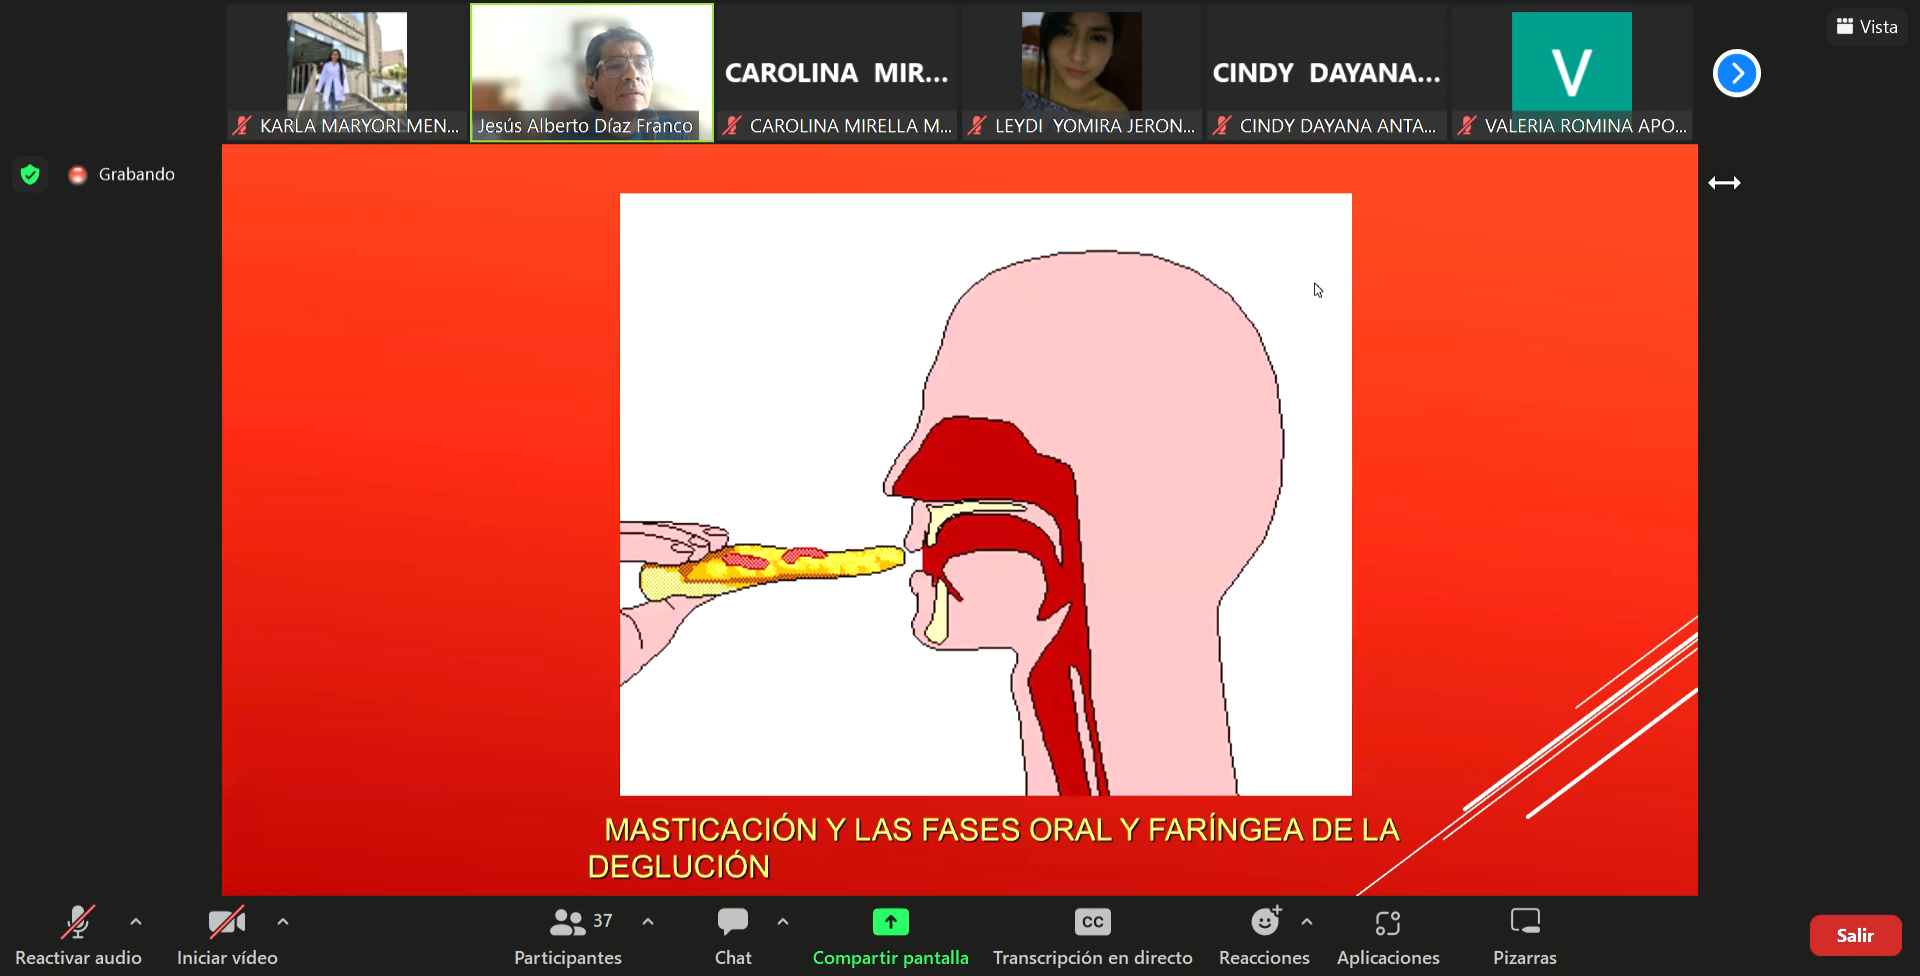 Vista
CAROLINA MIR...
CINDY DAYANA...
V
KARLA MARYORI MEN...
Jesús Alberto Díaz Franco
CAROLINA MIRELLA M...
LEYDI YOMIRA JERON...
CINDY DAYANA ANTA...
VALERIA ROMINA APO...
Grabando
MASTICACIÓN Y LAS FASES ORAL Y FARÍNGEA DE LA
DEGLUCIÓN
37
CC
Reactivar audio
Iniciar vídeo
Participantes
Chat
Compartir pantalla
Transcripción en directo
Reacciones
Aplicaciones
Pizarras
Salir